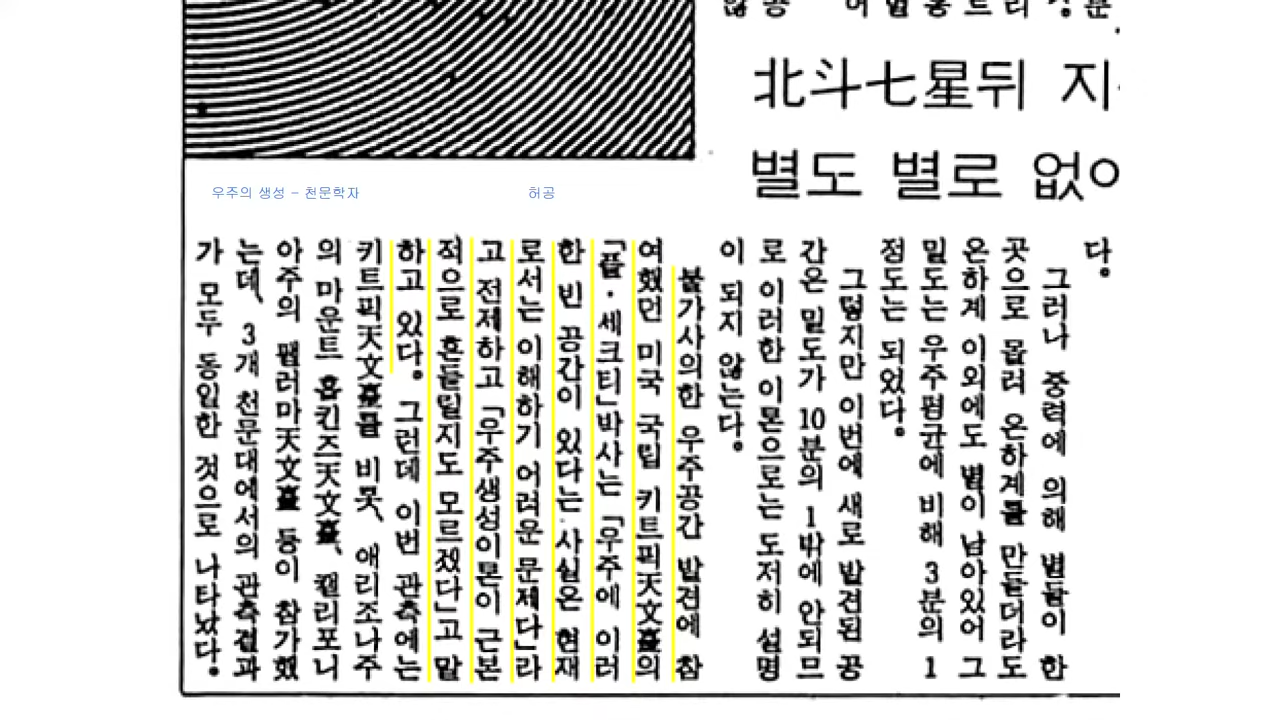 北斗七星뒤 지
별도 별로 없
우주의 생성 – 천문학자
허공
다。
그러나 중력에 의해 별들이 한
곳으로 몰려 은하계를 만들더라도
은하계 이외에도 별이 남아있어 그
밀도는 우주평균에 비해 3분의 1
정도는 되었다。
그렇지만 이번에 새로 발견된 공
간은 밀도가 10분의 1밖에 안되므
로 이러한 이론으로는 도저히 설명
이 되지 않는다。
불가사의한 우주공간 발견에 참
여했던 미국 국립 키트피天文臺의
「폴·세크티」박사는 「우주에 이러
한 빈 공간이 있다는 사실은 현재
로서는 이해하기 어려운 문제다」라
고 전제하고 「우주생성이론이 근본
적으로 흔들릴지도 모르겠다」고 말
하고 있다。 그런데 이번 관측에는
키트피天文臺를 비롯, 애리조나주
의 마운트 홉킨즈天文臺, 캘리포니
아주의 팰러마天文臺 등이 참가했
는데, 3개 천문대에서의 관측결과
가 모두 동일한 것으로 나타났다。